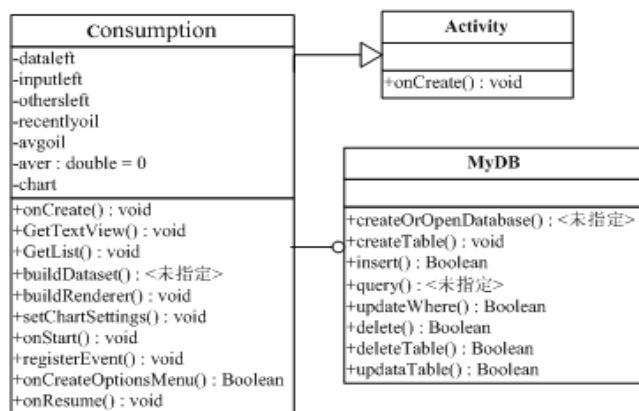 Consumption
-dataleft
-inputleft
-othersleft
-recentlyoil
-avgoil
-aver : double = 0
-chart
+onCreate() : void
+GetTextView() : void
+GetList() : void
+buildDataset() : <未指定>
+buildRenderer() : void
+setChartSettings() : void
+onStart() : void
+registerEvent() : void
+onCreateOptionsMenu() : Boolean
+onResume() : void
Activity
+onCreate() : void
MyDB
+createOrOpenDatabase() : <未指定>
+createTable() : void
+insert() : Boolean
+query() : <未指定>
+updateWhere() : Boolean
+delete() : Boolean
+deleteTable() : Boolean
+updataTable() : Boolean